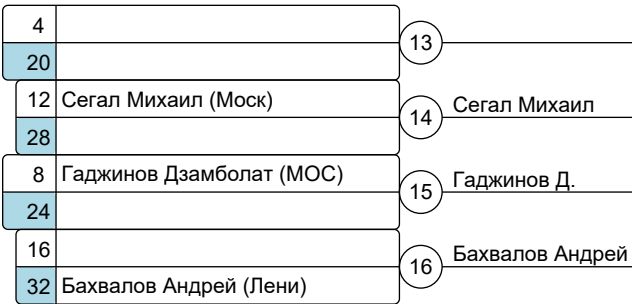 4
13
20
12 Сегал Михаил (Моск)
14 Сегал Михаил
28
8 Гаджинов Дзамболат (МОС)
15 Гаджинов Д.
24
16
16 Бахвалов Андрей
32 Бахвалов Андрей (Лени)